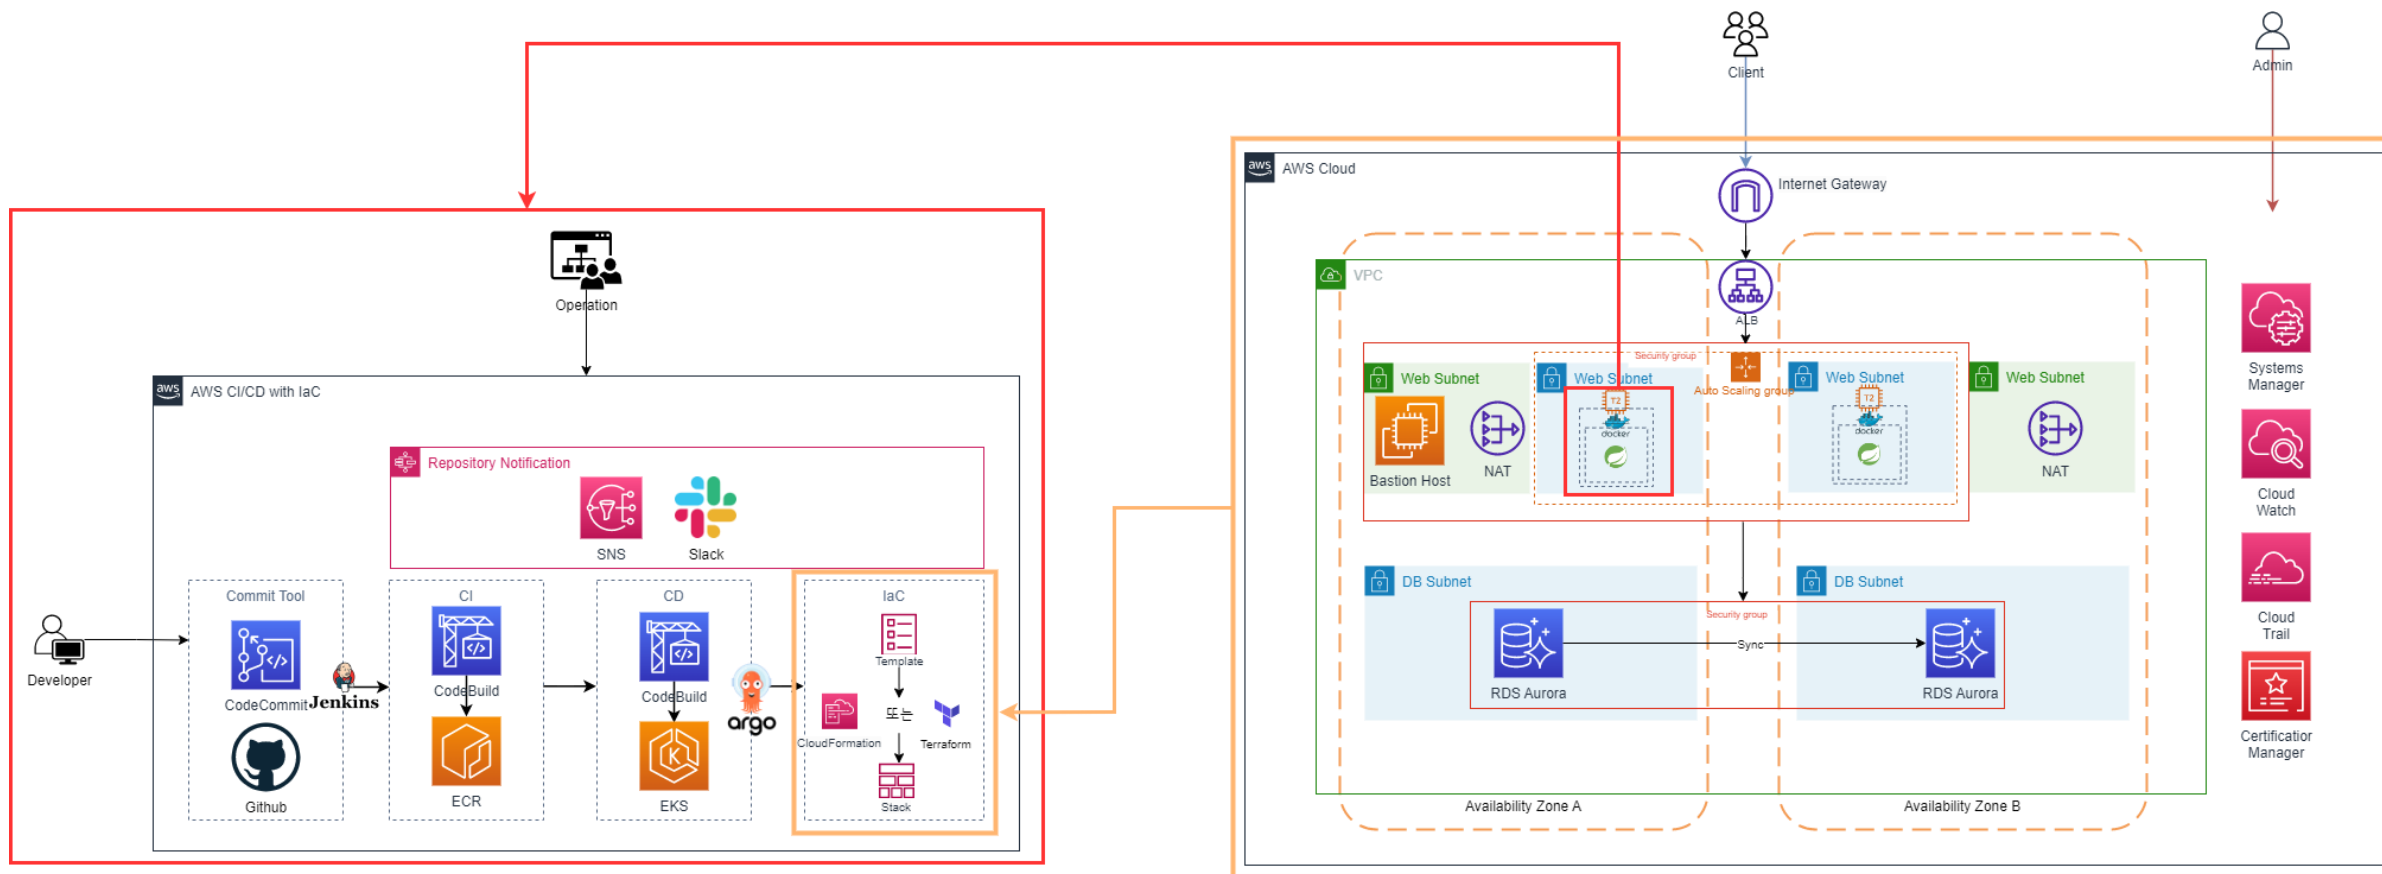 Client
Admin
aws
AWS Cloud
Internet Gateway
Operation
VPC
ALB
Security group
Web Subnet
Web Subnet
Web Subnet
Web Subnet
Auto Scaling group
T2
docker
T2
docker
Bastion Host
NAT
NAT
Systems
Manager
Cloud
Watch
Cloud
Trail
Certificatior
Manager
aws
AWS CI/CD with IaC
Repository Notification
SNS
Slack
Commit Tool
CI
CD
IaC
Developer
CodeCommit
Jenkins
Github
CodeBuild
ECR
CodeBuild
EKS
argo
Template
또는
CloudFormation
Terraform
Stack
DB Subnet
DB Subnet
Security group
Sync
RDS Aurora
RDS Aurora
Availability Zone A
Availability Zone B